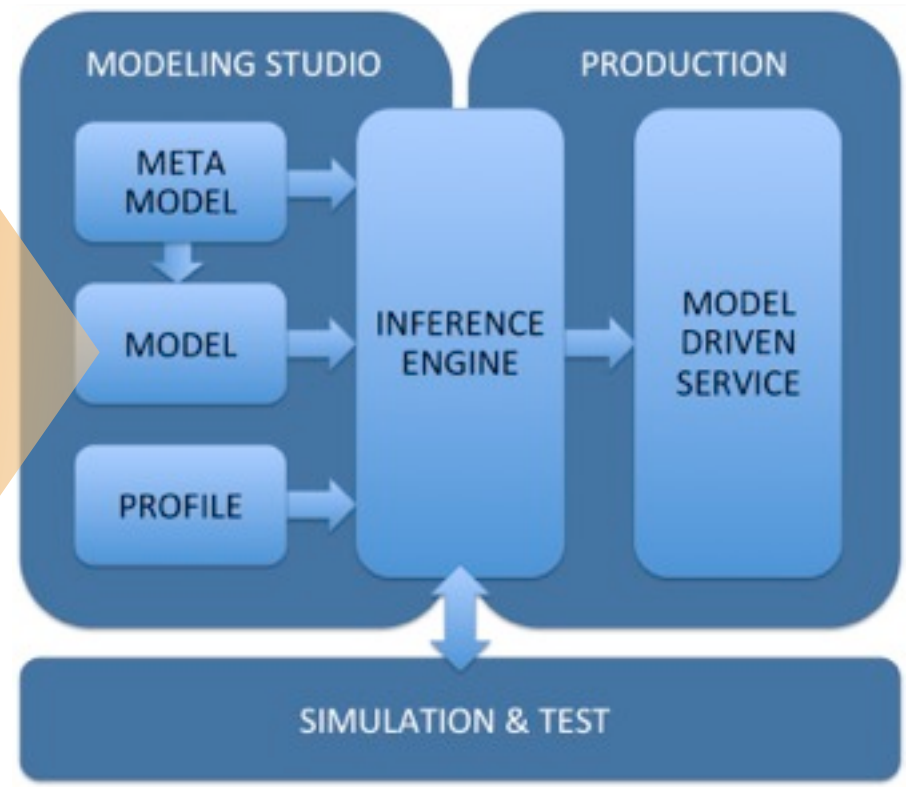 MODELING STUDIO
PRODUCTION
META
MODEL
MODEL
PROFILE
INFERENCE
ENGINE
MODEL
DRIVEN
SERVICE
SIMULATION & TEST